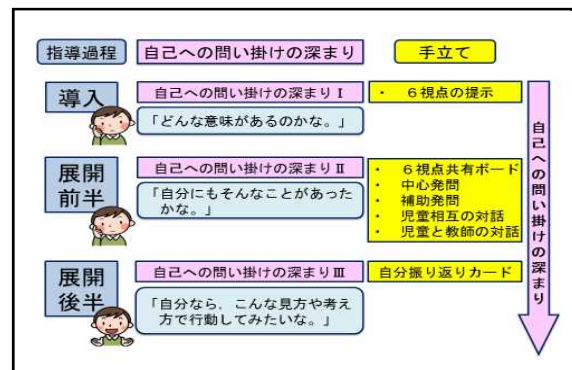 指導過程
自己への問い掛けの深まり
手立て
導入
自己への問い掛けの深まりⅠ
・ ６視点の提示
「どんな意味があるのかな。」
展開
前半
自己への問い掛けの深まりⅡ
「自分にもそんなことがあった
かな。」
・ ６視点共有ボード
・ 中心発問
・ 補助発問
・ 児童相互の対話
・ 児童と教師の対話
展開
後半
自己への問い掛けの深まりⅢ
「自分なら，こんな見方や考え
方で行動してみたいな。」
自分振り返りカード
自己への問い掛けの深まり